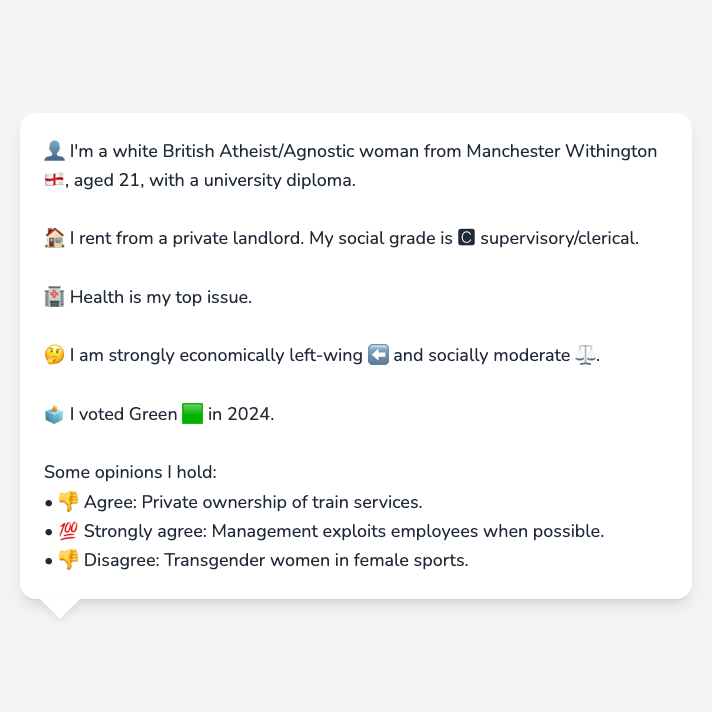 👤 I'm a white British Atheist/Agnostic woman from Manchester Withington
🏴󠁧󠁢󠁥󠁮󠁧󠁿, aged 21, with a university diploma.
🏠 I rent from a private landlord. My social grade is 🅲 supervisory/clerical.
🏥 Health is my top issue.
🤔 I am strongly economically left-wing ⬅️ and socially moderate ⚖️.
🗳️ I voted Green 🟩 in 2024.
Some opinions I hold:
• 👎 Agree: Private ownership of train services.
• 💯 Strongly agree: Management exploits employees when possible.
• 👎 Disagree: Transgender women in female sports.